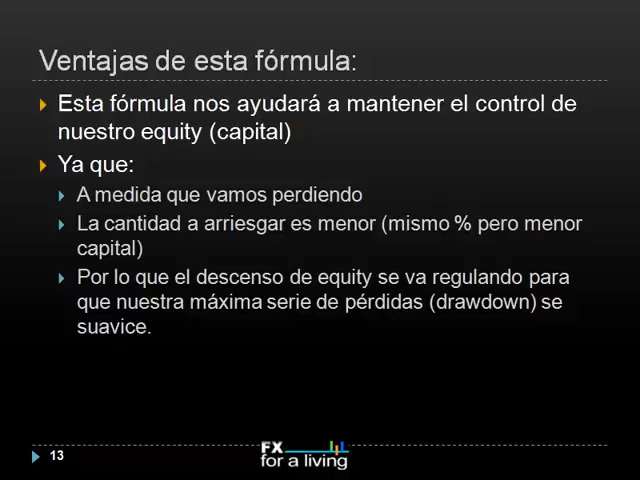 Ventajas de esta fórmula:
Esta fórmula nos ayudará a mantener el control de
nuestro equity (capital)
Ya que:
A medida que vamos perdiendo
La cantidad a arriesgar es menor (mismo % pero menor
capital)
Por lo que el descenso de equity se va regulando para
que nuestra máxima serie de pérdidas (drawdown) se
suavice.
13
FX
for a living